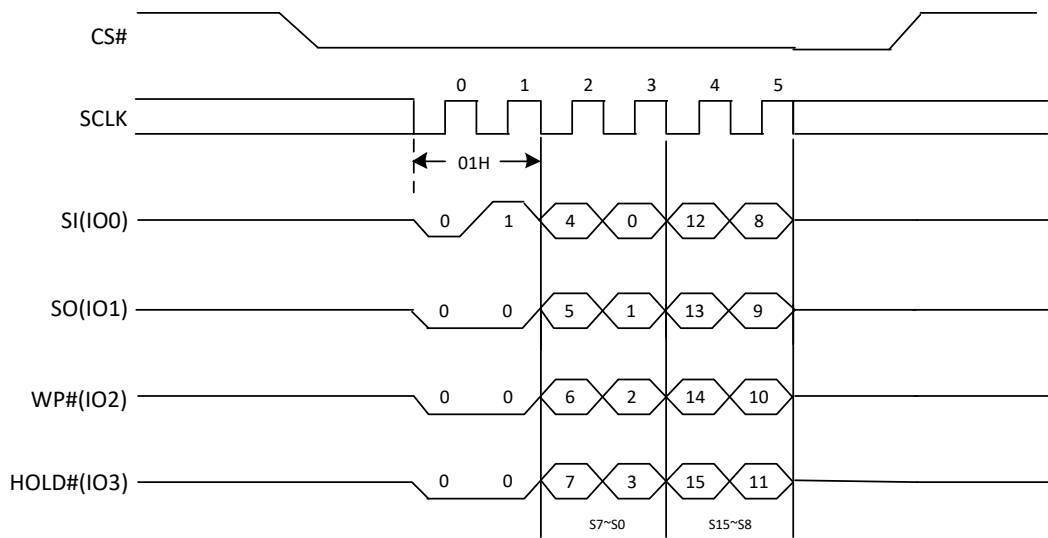 CS#
0 1 2 3 4 5
SCLK
01H
SI(IO0) 0 1 4 0 12 8
SO(IO1) 0 0 5 1 13 9
WP#(IO2) 0 0 6 2 14 10
HOLD#(IO3) 0 0 7 3 15 11
S7~S0 S15~S8